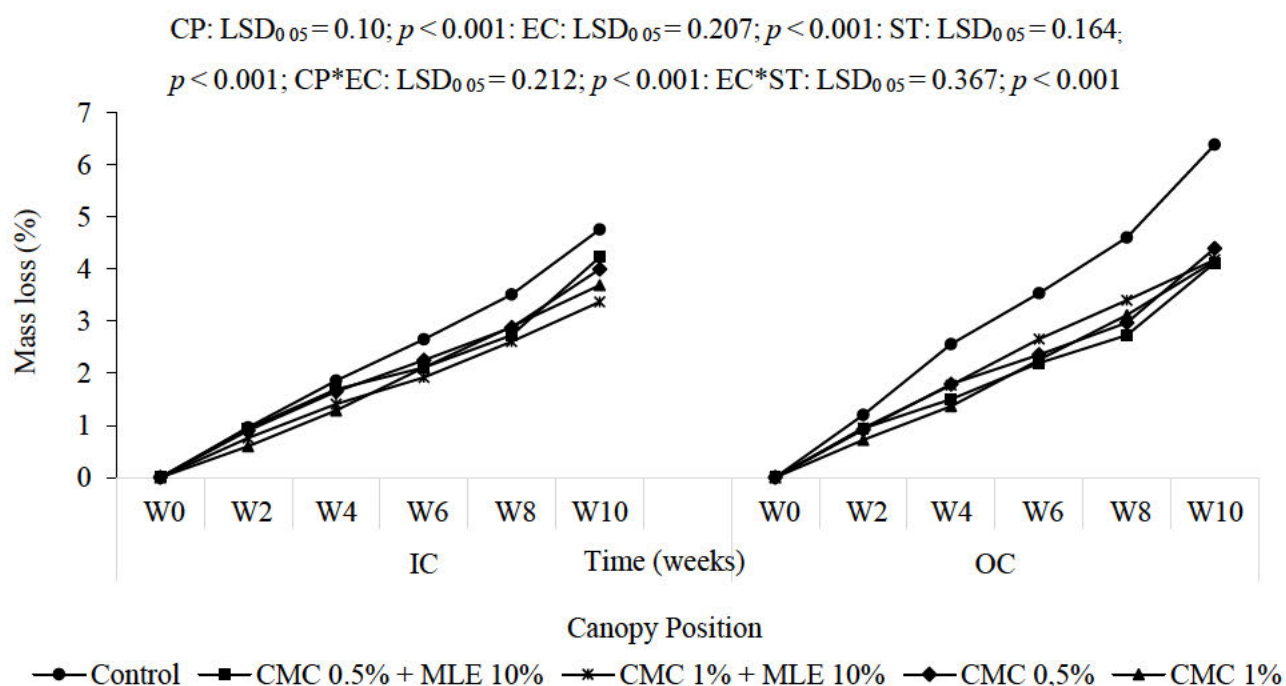 CP: LSD0 05 = 0.10; p < 0.001: EC: LSD0 05 = 0.207; p < 0.001: ST: LSD0 05 = 0.164;
p < 0.001; CP*EC: LSD0 05 = 0.212; p < 0.001: EC*ST: LSD0 05 = 0.367; p < 0.001
Mass loss (%)
7
6
5
4
3
2
1
0
W0 W2 W4 W6 W8 W10 W0 W2 W4 W6 W8 W10
IC Time (weeks) OC
Canopy Position
Control CMC 0.5% + MLE 10% CMC 1% + MLE 10% CMC 0,5% CMC 1%